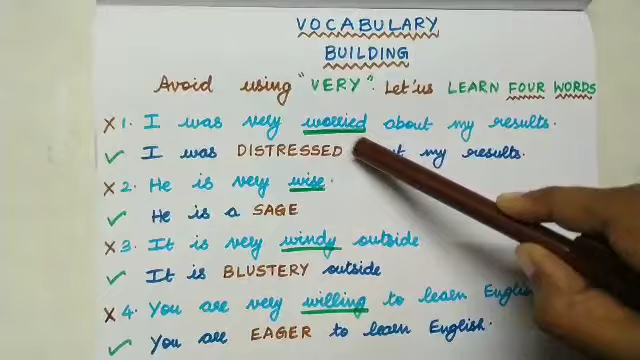 VOCABULARY
BUILDING
Avoid using "VERY". Let'us LEARN FOUR WORDS
×1. I was very worried about my results.
✓ I was DISTRESSED my results.
×2. He is very wise.
✓ He is a SAGE
×3. It is very windy outside
✓ It is BLUSTERY outside
×4. You are very willing to learn
✓ You are EAGER to learn English.